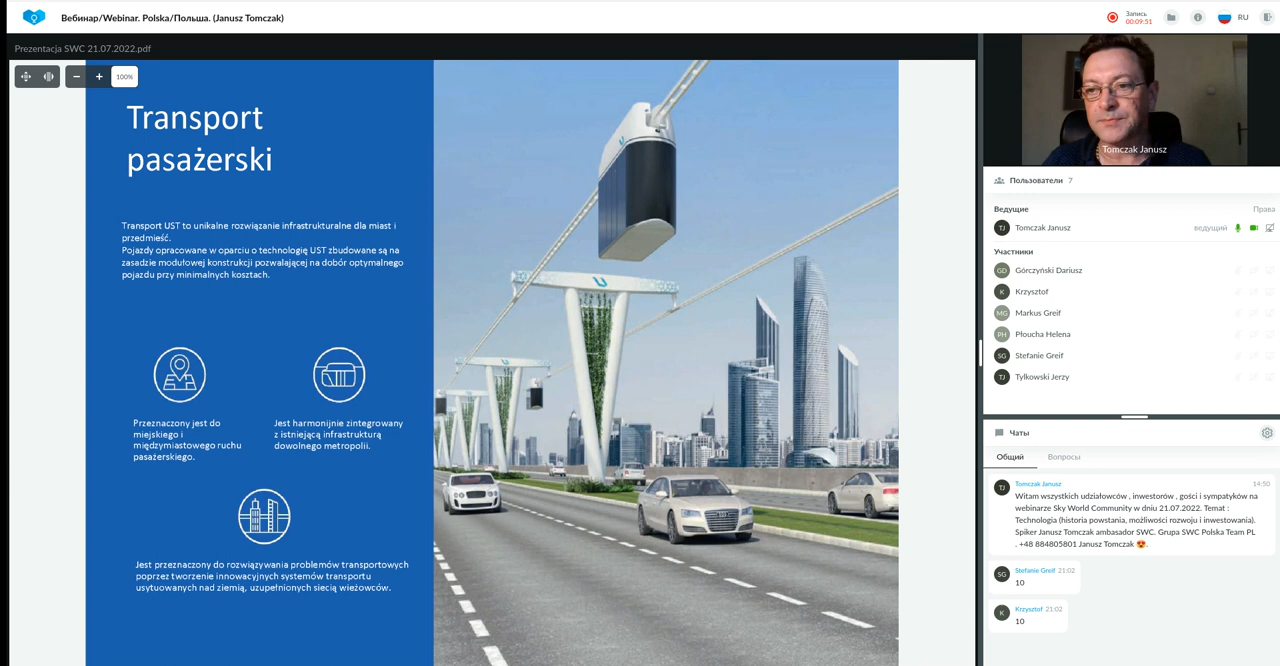 Вебинар/Webinar. Polska/Польша. (Janusz Tomczak)
Запись
00:09:51
RU
Prezentacja SWC 21.07.2022.pdf
100%
Transport
pasażerski
Transport UST to unikalne rozwiązanie infrastrukturalne dla miast i
przedmieść.
Pojazdy opracowane w oparciu o technologię UST zbudowane są na
zasadzie modułowej konstrukcji pozwalającej na dobór optymalnego
pojazdu przy minimalnych kosztach.
Przeznaczony jest do
miejskiego i
międzymiastowego ruchu
pasażerskiego.
Jest harmonijnie zintegrowany
z istniejącą infrastrukturą
dowolnego metropolii.
Jest przeznaczony do rozwiązywania problemów transportowych
poprzez tworzenie innowacyjnych systemów transportu
usytuowanych nad ziemią, uzupełnionych siecią wieżowców.
Tomczak Janusz
Пользователи 7
Ведущие Права
TJ Tomczak Janusz ведущий
Участники
GD Górczyński Dariusz
K Krzysztof
MG Markus Greif
PH Płoucha Helena
SG Stefanie Greif
TJ Tylkowski Jerzy
Чаты
Общий Вопросы
TJ Tomczak Janusz 14:50
Witam wszystkich udziałowców , inwestorów , gości i sympatyków na
webinarze Sky World Community w dniu 21.07.2022. Temat :
Technologia (historia powstania, możliwości rozwoju i inwestowania).
Spiker Janusz Tomczak ambasador SWC. Grupa SWC Polska Team PL
. +48 884805801 Janusz Tomczak 😍.
SG Stefanie Greif 21:02
10
K Krzysztof 21:02
10